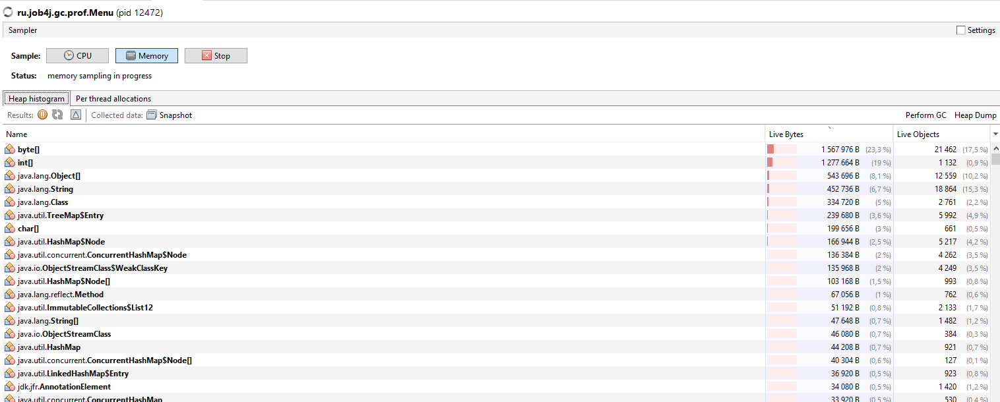 ru.job4j.gc.prof.Menu (pid 12472)
Sampler Settings
Sample: CPU Memory Stop
Status: memory sampling in progress
Heap histogram Per thread allocations
Results: Collected data: Snapshot Perform GC Heap Dump
Name Live Bytes Live Objects
byte[] 1 567 976 B (23,3 %) 21 462 (17,5 %)
int[] 1 277 664 B (19 %) 1 132 (0,9 %)
java.lang.Object[] 543 696 B (8,1 %) 12 559 (10,2 %)
java.lang.String 452 736 B (6,7 %) 18 864 (15,3 %)
java.lang.Class 334 720 B (5 %) 2 761 (2,2 %)
java.util.TreeMap$Entry 239 680 B (3,6 %) 5 992 (4,9 %)
char[] 199 656 B (3 %) 661 (0,5 %)
java.util.HashMap$Node 166 944 B (2,5 %) 5 217 (4,2 %)
java.util.concurrent.ConcurrentHashMap$Node 136 384 B (2 %) 4 262 (3,5 %)
java.io.ObjectStreamClass$WeakClassKey 135 968 B (2 %) 4 249 (3,5 %)
java.util.HashMap$Node[] 103 168 B (1,5 %) 993 (0,8 %)
java.lang.reflect.Method 67 056 B (1 %) 762 (0,6 %)
java.util.ImmutableCollections$List12 51 192 B (0,8 %) 2 133 (1,7 %)
java.lang.String[] 47 648 B (0,7 %) 1 482 (1,2 %)
java.io.ObjectStreamClass 46 080 B (0,7 %) 384 (0,3 %)
java.util.HashMap 44 208 B (0,7 %) 921 (0,7 %)
java.util.concurrent.ConcurrentHashMap$Node[] 40 304 B (0,6 %) 127 (0,1 %)
java.util.LinkedHashMap$Entry 36 920 B (0,5 %) 923 (0,8 %)
jdk.jfr.AnnotationElement 34 080 B (0,5 %) 1 420 (1,2 %)
java.util.concurrent.ConcurrentHashMap 33 920 B (0,5 %) 530 (0,4 %)